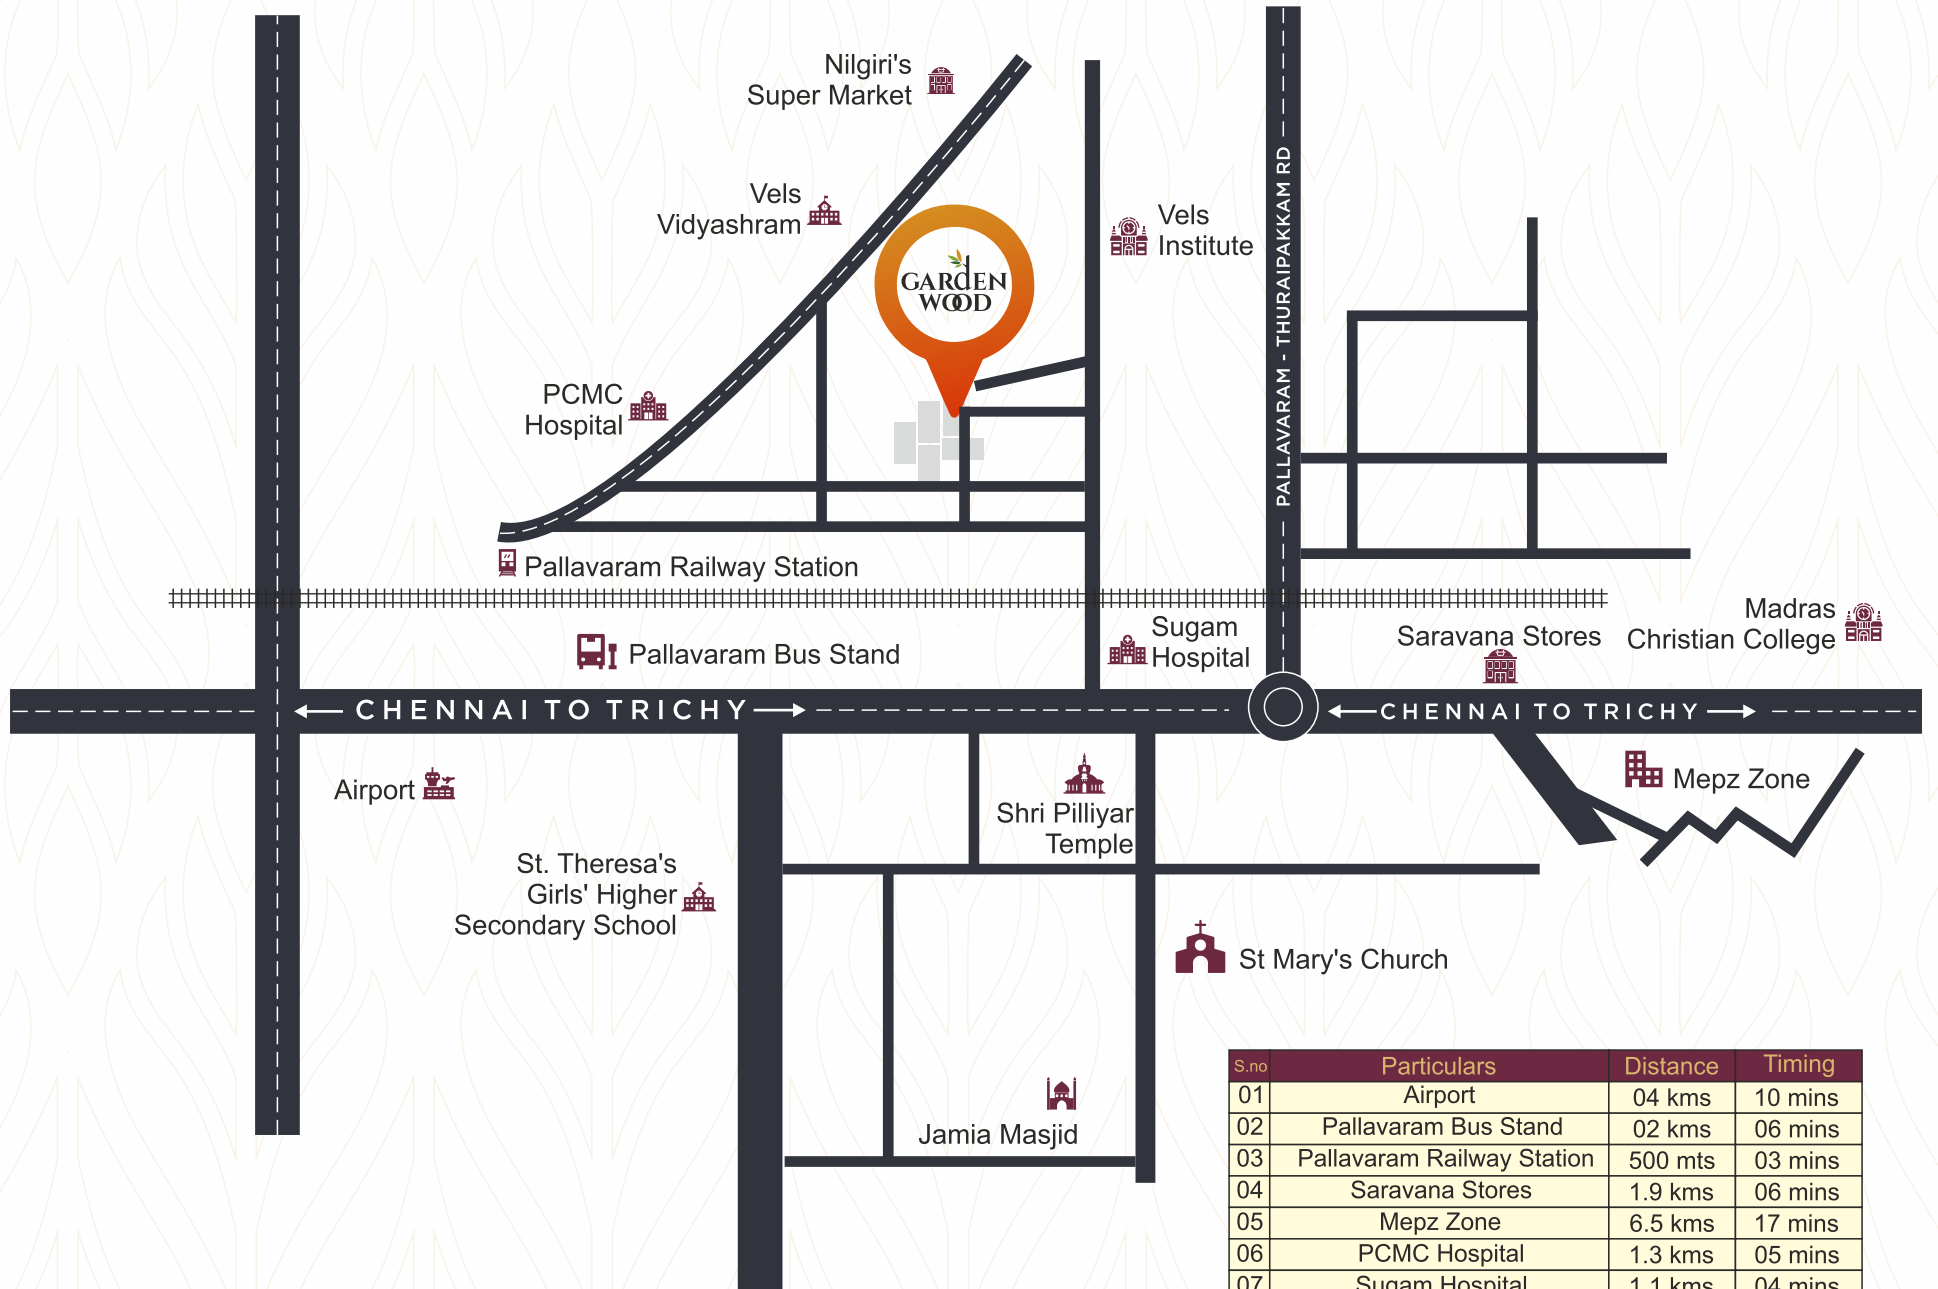 Nilgiri's
Super Market
Vels
Vidyashram
GARDEN
WOOD
Vels
Institute
PALLAVARAM - THURAIPAKKAM RD
PCMC
Hospital
Pallavaram Railway Station
Pallavaram Bus Stand
Sugam
Hospital
Saravana Stores
Madras
Christian College
CHENNAI TO TRICHY
CHENNAI TO TRICHY
Airport
Shri Pilliyar
Temple
Mepz Zone
St. Theresa's
Girls' Higher
Secondary School
St Mary's Church
Jamia Masjid
S.no Particulars Distance Timing
01 Airport 04 kms 10 mins
02 Pallavaram Bus Stand 02 kms 06 mins
03 Pallavaram Railway Station 500 mts 03 mins
04 Saravana Stores 1.9 kms 06 mins
05 Mepz Zone 6.5 kms 17 mins
06 PCMC Hospital 1.3 kms 05 mins
07 Sugam Hospital 1.1 kms 04 mins